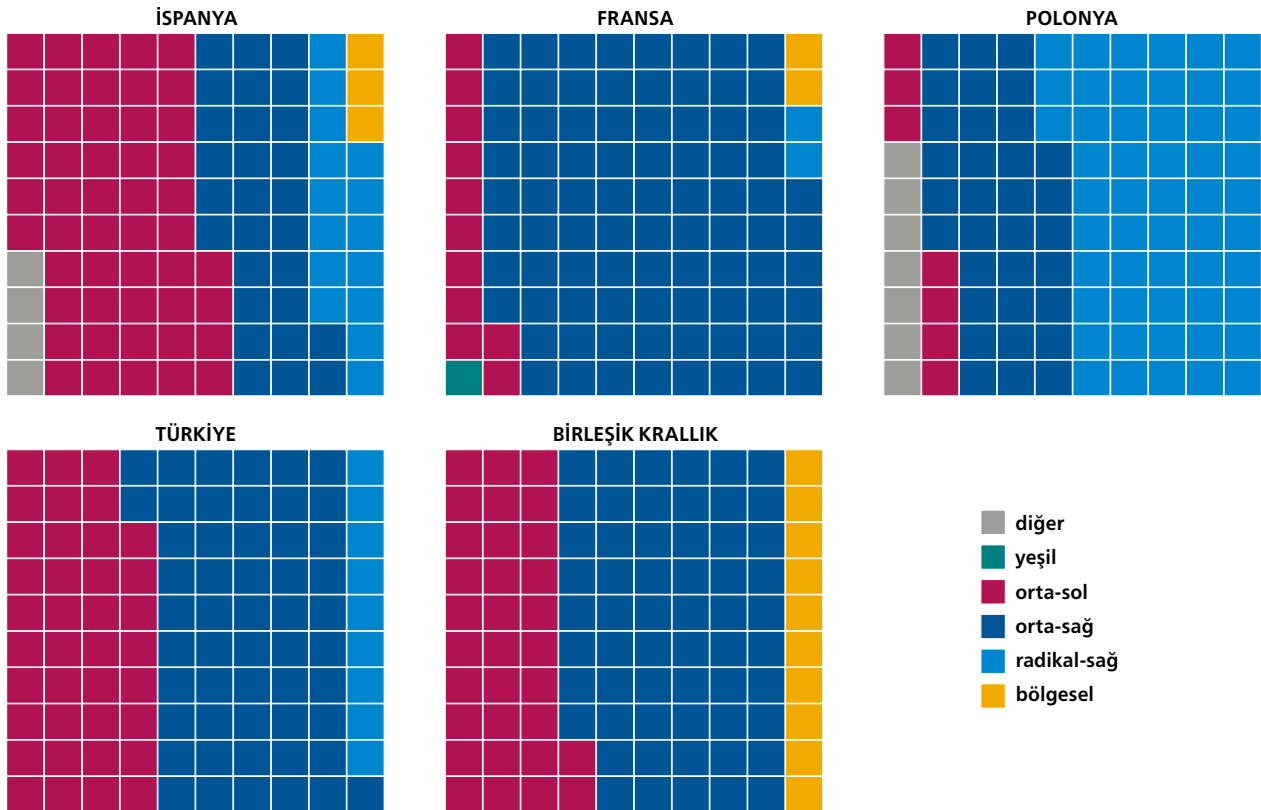 İSPANYA
FRANSA
POLONYA
TÜRKİYE
BİRLEŞİK KRALLIK
diğer
yeşil
orta-sol
orta-sağ
radikal-sağ
bölgesel